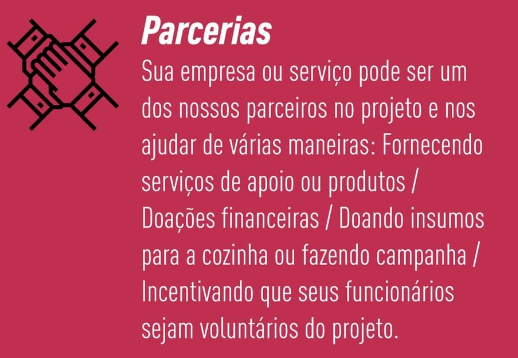 Parcerias
Sua empresa ou serviço pode ser um
dos nossos parceiros no projeto e nos
ajudar de várias maneiras: Fornecendo
serviços de apoio ou produtos /
Doações financeiras / Doando insumos
para a cozinha ou fazendo campanha /
Incentivando que seus funcionários
sejam voluntários do projeto.